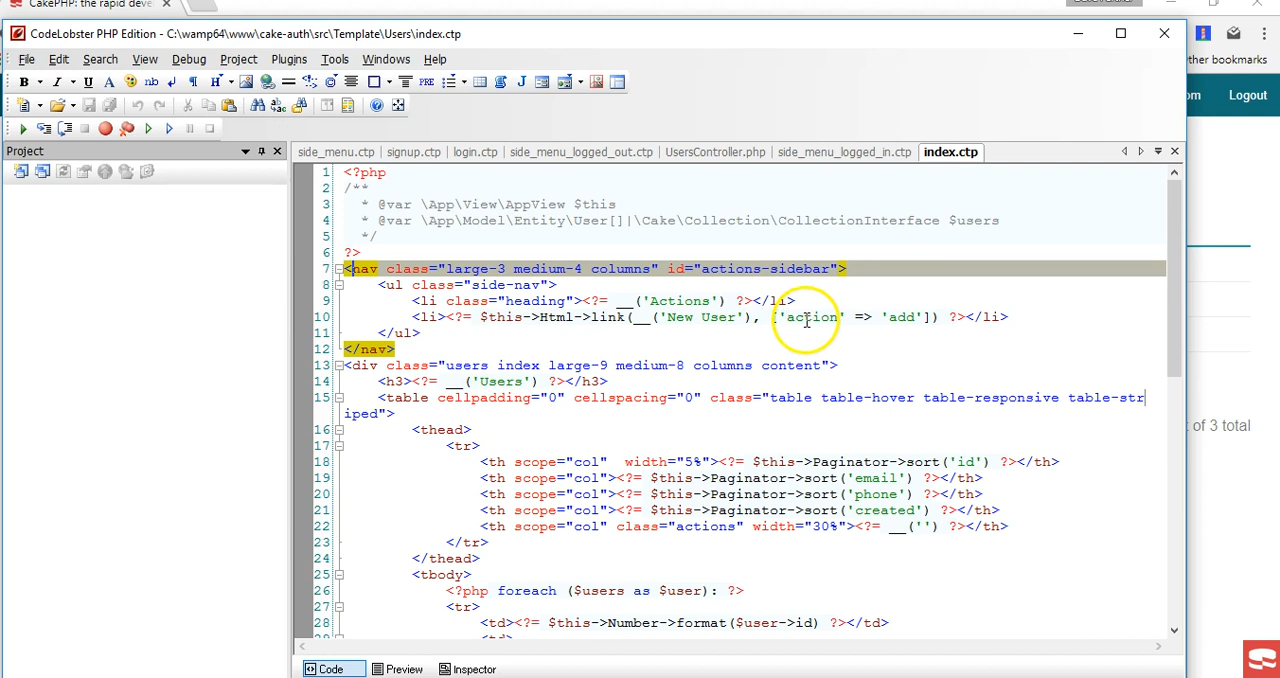 CakePHP: the rapid deve
CodeLobster PHP Edition - C:\wamp64\www\cake-auth\src\Template\Users\index.ctp
File Edit Search View Debug Project Plugins Tools Windows Help
ther bookmarks
B I U A nb H PRE J
om Logout
Project
side_menu.ctp signup.ctp login.ctp side_menu_logged_out.ctp UsersController.php side_menu_logged_in.ctp index.ctp
1 <?php
2 /**
3 * @var \App\View\AppView $this
4 * @var \App\Model\Entity\User[]|\Cake\Collection\CollectionInterface $users
5 */
6 ?>
7 <nav class="large-3 medium-4 columns" id="actions-sidebar">
8 <ul class="side-nav">
9 <li class="heading"><?= __('Actions') ?></li>
10 <li><?= $this->Html->link(__('New User'), ['action' => 'add']) ?></li>
11 </ul>
12 </nav>
13 <div class="users index large-9 medium-8 columns content">
14 <h3><?= __('Users') ?></h3>
15 <table cellpadding="0" cellspacing="0" class="table table-hover table-responsive table-str
iped">
16 <thead>
17 <tr>
18 <th scope="col" width="5%"><?= $this->Paginator->sort('id') ?></th>
19 <th scope="col"><?= $this->Paginator->sort('email') ?></th>
20 <th scope="col"><?= $this->Paginator->sort('phone') ?></th>
21 <th scope="col"><?= $this->Paginator->sort('created') ?></th>
22 <th scope="col" class="actions" width="30%"><?= __('') ?></th>
23 </tr>
24 </thead>
25 <tbody>
26 <?php foreach ($users as $user): ?>
27 <tr>
28 <td><?= $this->Number->format($user->id) ?></td>
of 3 total
Code Preview Inspector